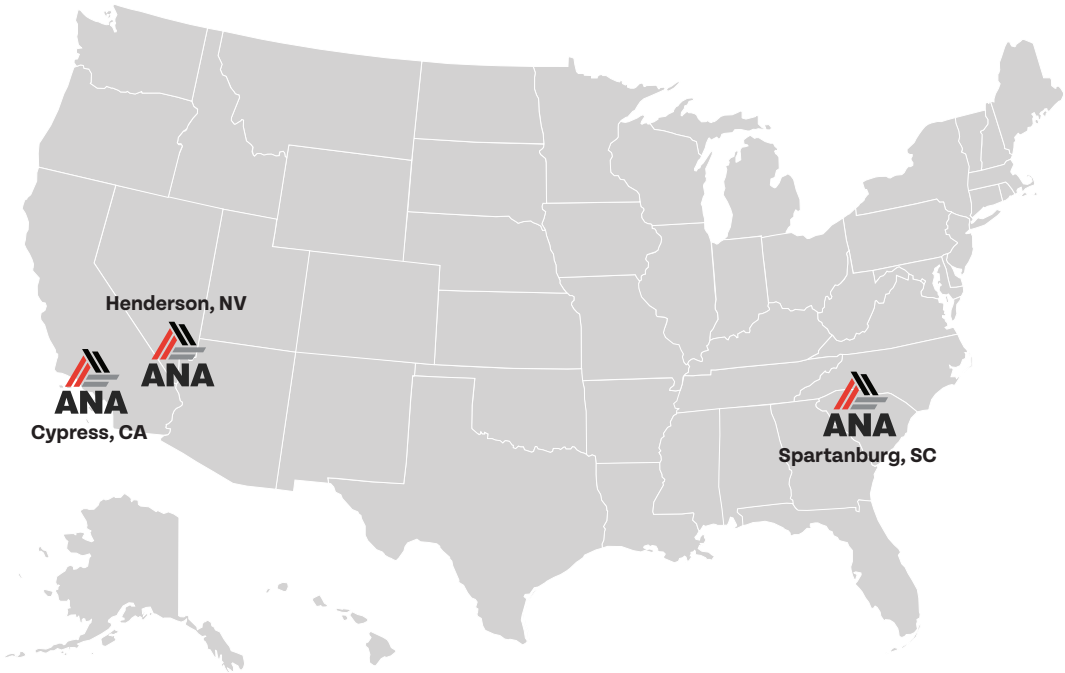 Henderson, NV
ANA
ANA
Cypress, CA
ANA
Spartanburg, SC